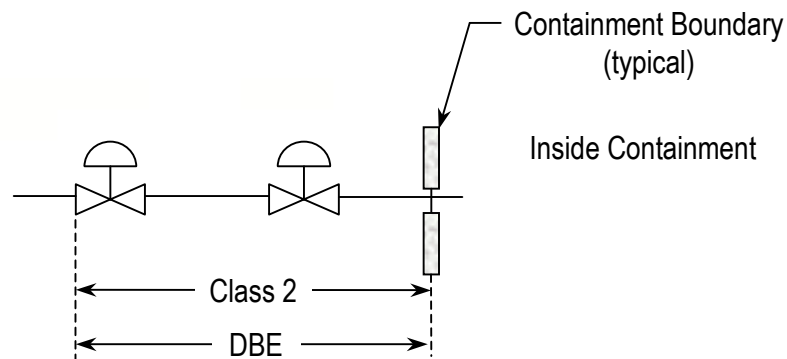 Containment Boundary
(typical)
Inside Containment
Class 2
DBE